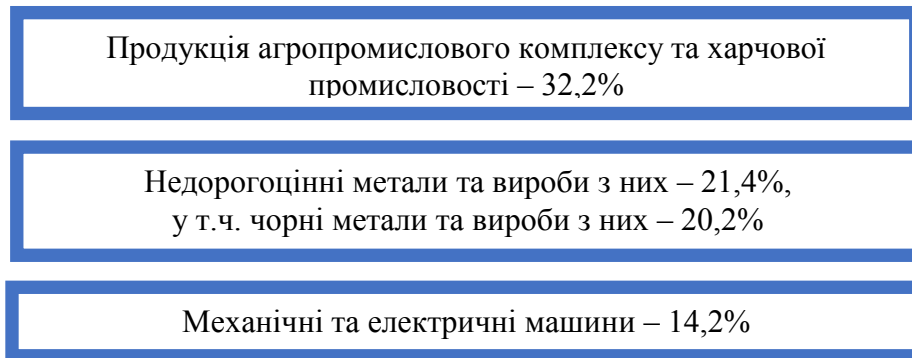 Продукція агропромислового комплексу та харчової
промисловості – 32,2%
Недорогоцінні метали та вироби з них – 21,4%,
у т.ч. чорні метали та вироби з них – 20,2%
Механічні та електричні машини – 14,2%